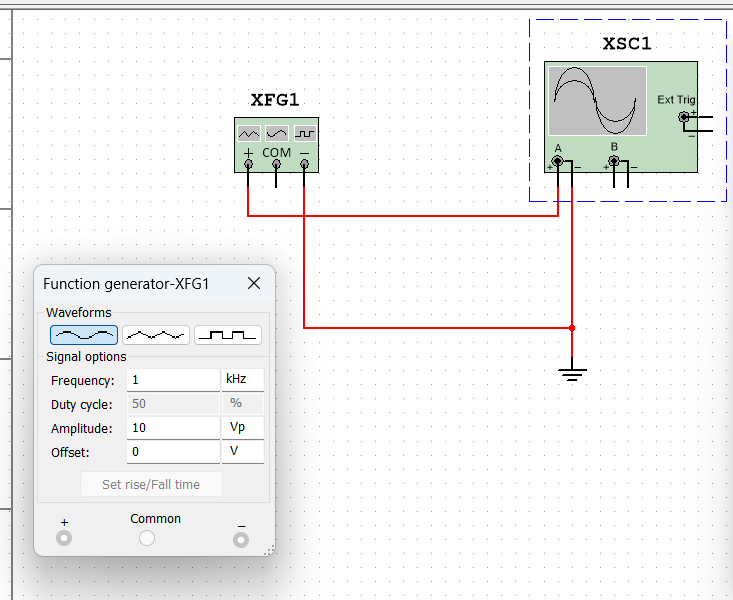 XSC1
XFG1
Ext Trig
+
−
+ COM −
A B
+ − + −
Function generator-XFG1
Waveforms
Signal options
Frequency: 1 kHz
Duty cycle: 50 %
Amplitude: 10 Vp
Offset: 0 V
Set rise/Fall time
+ Common −